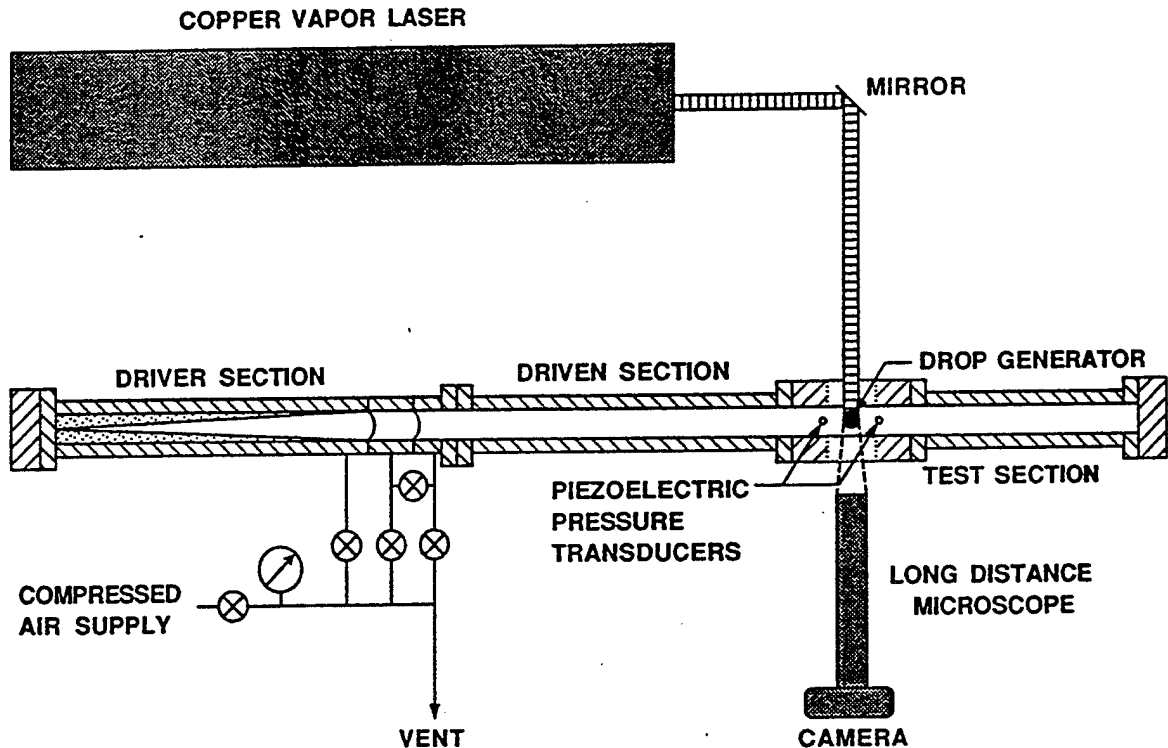 COPPER VAPOR LASER
MIRROR
DROP GENERATOR
DRIVER SECTION
DRIVEN SECTION
TEST SECTION
PIEZOELECTRIC
PRESSURE
TRANSDUCERS
LONG DISTANCE
MICROSCOPE
COMPRESSED
AIR SUPPLY
VENT
CAMERA